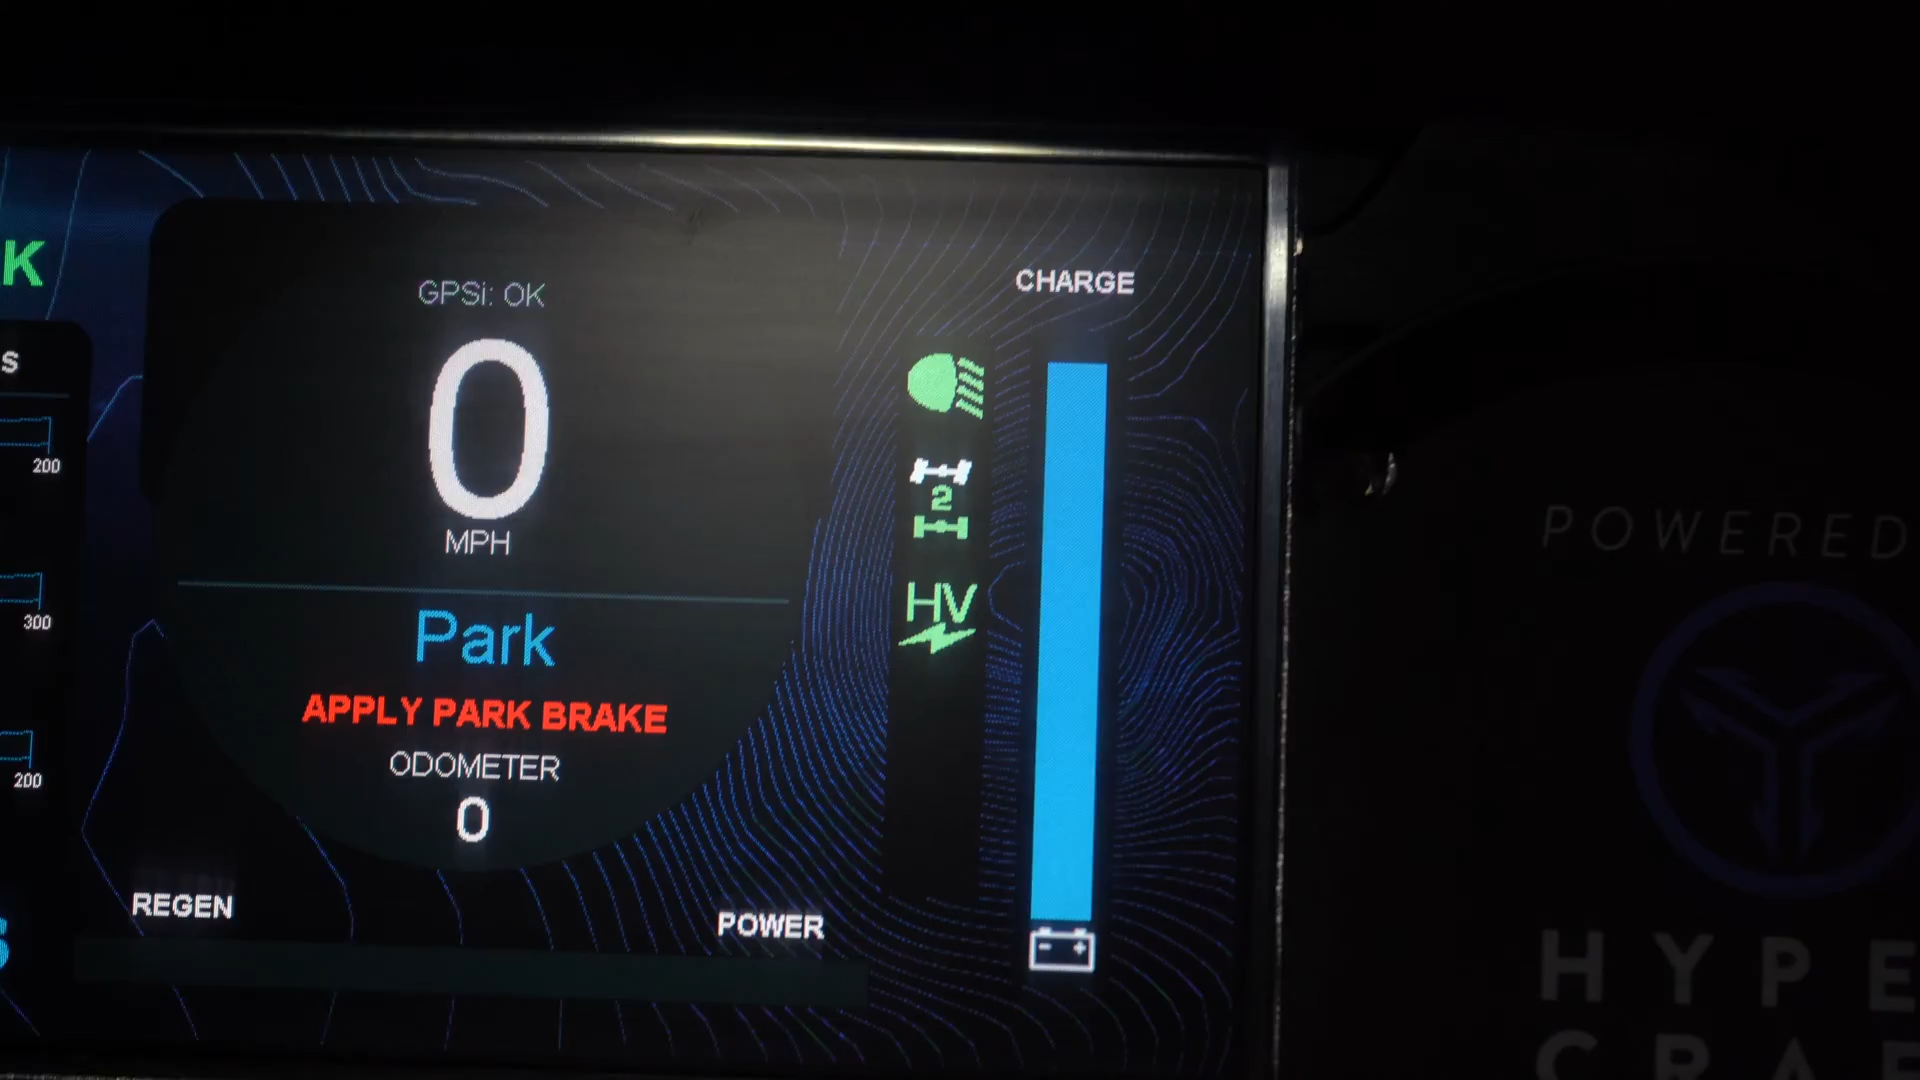 K
GPSi: OK
0
MPH
Park
APPLY PARK BRAKE
ODOMETER
0
REGEN
POWER
S
200
300
200
S
CHARGE
2
HV
- +
POWERED
HYPE
CRAF